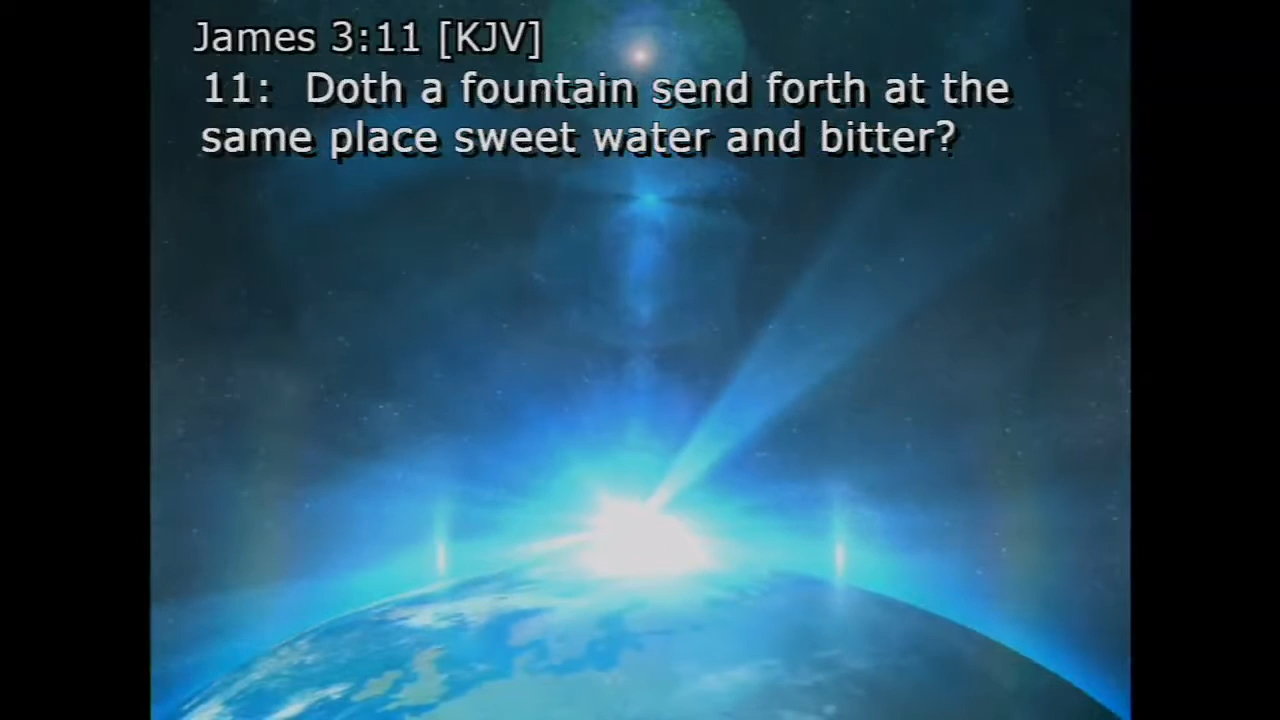 James 3:11 [KJV]
11: Doth a fountain send forth at the
same place sweet water and bitter?